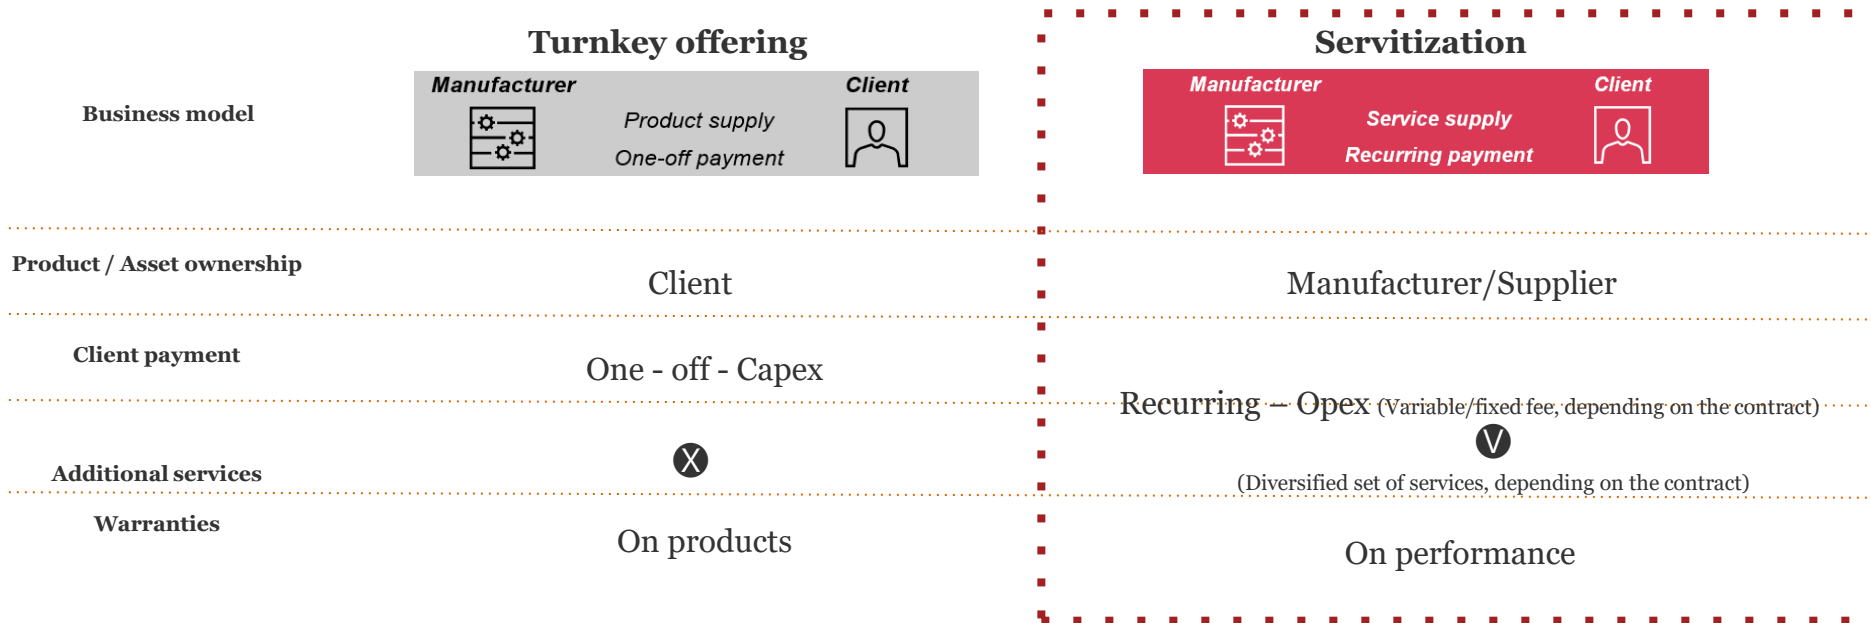 Turnkey offering
Servitization
Business model
Manufacturer
Client
Product supply
One-off payment
Manufacturer
Client
Service supply
Recurring payment
Product / Asset ownership
Client
Manufacturer/Supplier
Client payment
One - off - Capex
Recurring – Opex (Variable/fixed fee, depending on the contract)
Additional services
X
V
(Diversified set of services, depending on the contract)
Warranties
On products
On performance